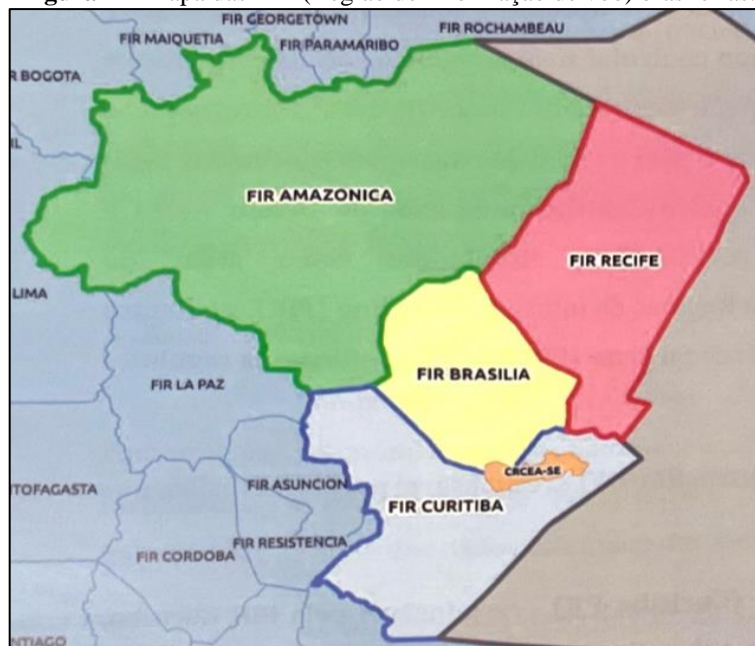 FIR GEORGETOWN
FIR MAIQUETIA
FIR ROCHAMBEAU
FIR PARAMARIBO
BOGOTA
FIR AMAZONICA
FIR RECIFE
LIMA
FIR BRASILIA
FIR LA PAZ
CRCEA-SE
TOFAGASTA
FIR ASUNCION
FIR CURITIBA
FIR RESISTENCIA
FIR CORDOBA
NTIAGO